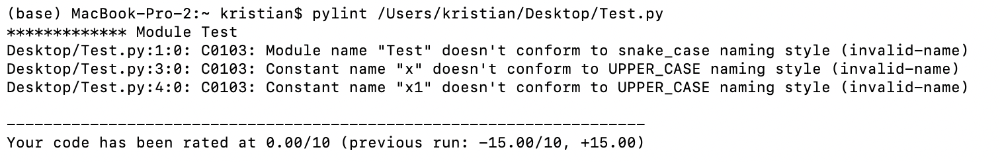 (base) MacBook-Pro-2:~ kristian$ pylint /Users/kristian/Desktop/Test.py
************* Module Test
Desktop/Test.py:1:0: C0103: Module name "Test" doesn't conform to snake_case naming style (invalid-name)
Desktop/Test.py:3:0: C0103: Constant name "x" doesn't conform to UPPER_CASE naming style (invalid-name)
Desktop/Test.py:4:0: C0103: Constant name "x1" doesn't conform to UPPER_CASE naming style (invalid-name)
---------------------------------------------------------------------
Your code has been rated at 0.00/10 (previous run: -15.00/10, +15.00)